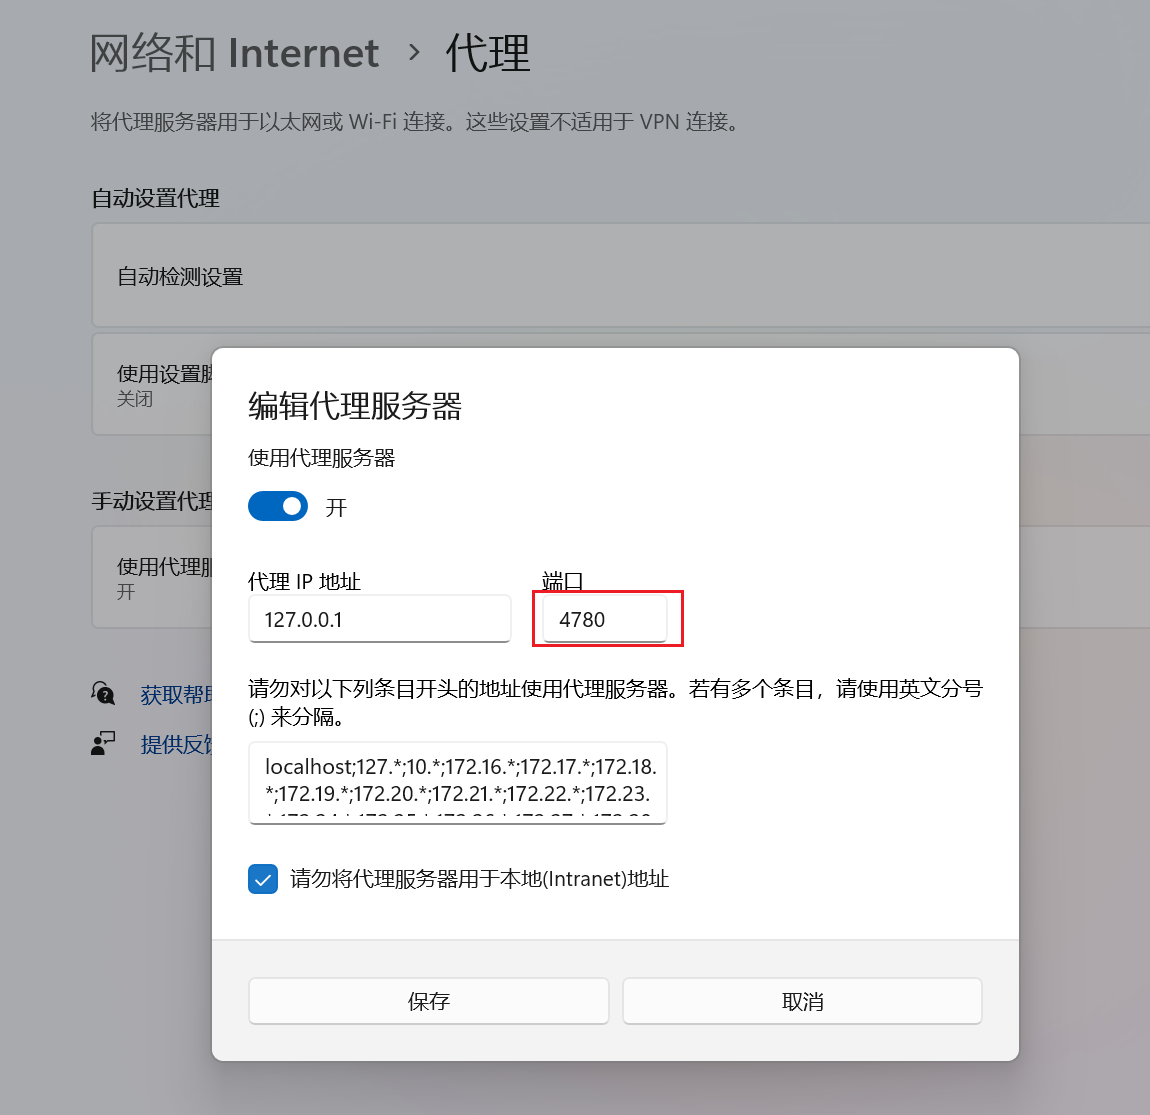 网络和 Internet › 代理
将代理服务器用于以太网或 Wi-Fi 连接。这些设置不适用于 VPN 连接。
自动设置代理
自动检测设置
使用设置
关闭
手动设置代理
使用代理
开
获取帮
提供反
编辑代理服务器
使用代理服务器
开
代理 IP 地址
端口
127.0.0.1
4780
请勿对以下列条目开头的地址使用代理服务器。若有多个条目，请使用英文分号
(;) 来分隔。
localhost;127.*;10.*;172.16.*;172.17.*;172.18.
*;172.19.*;172.20.*;172.21.*;172.22.*;172.23.
请勿将代理服务器用于本地(Intranet)地址
保存
取消